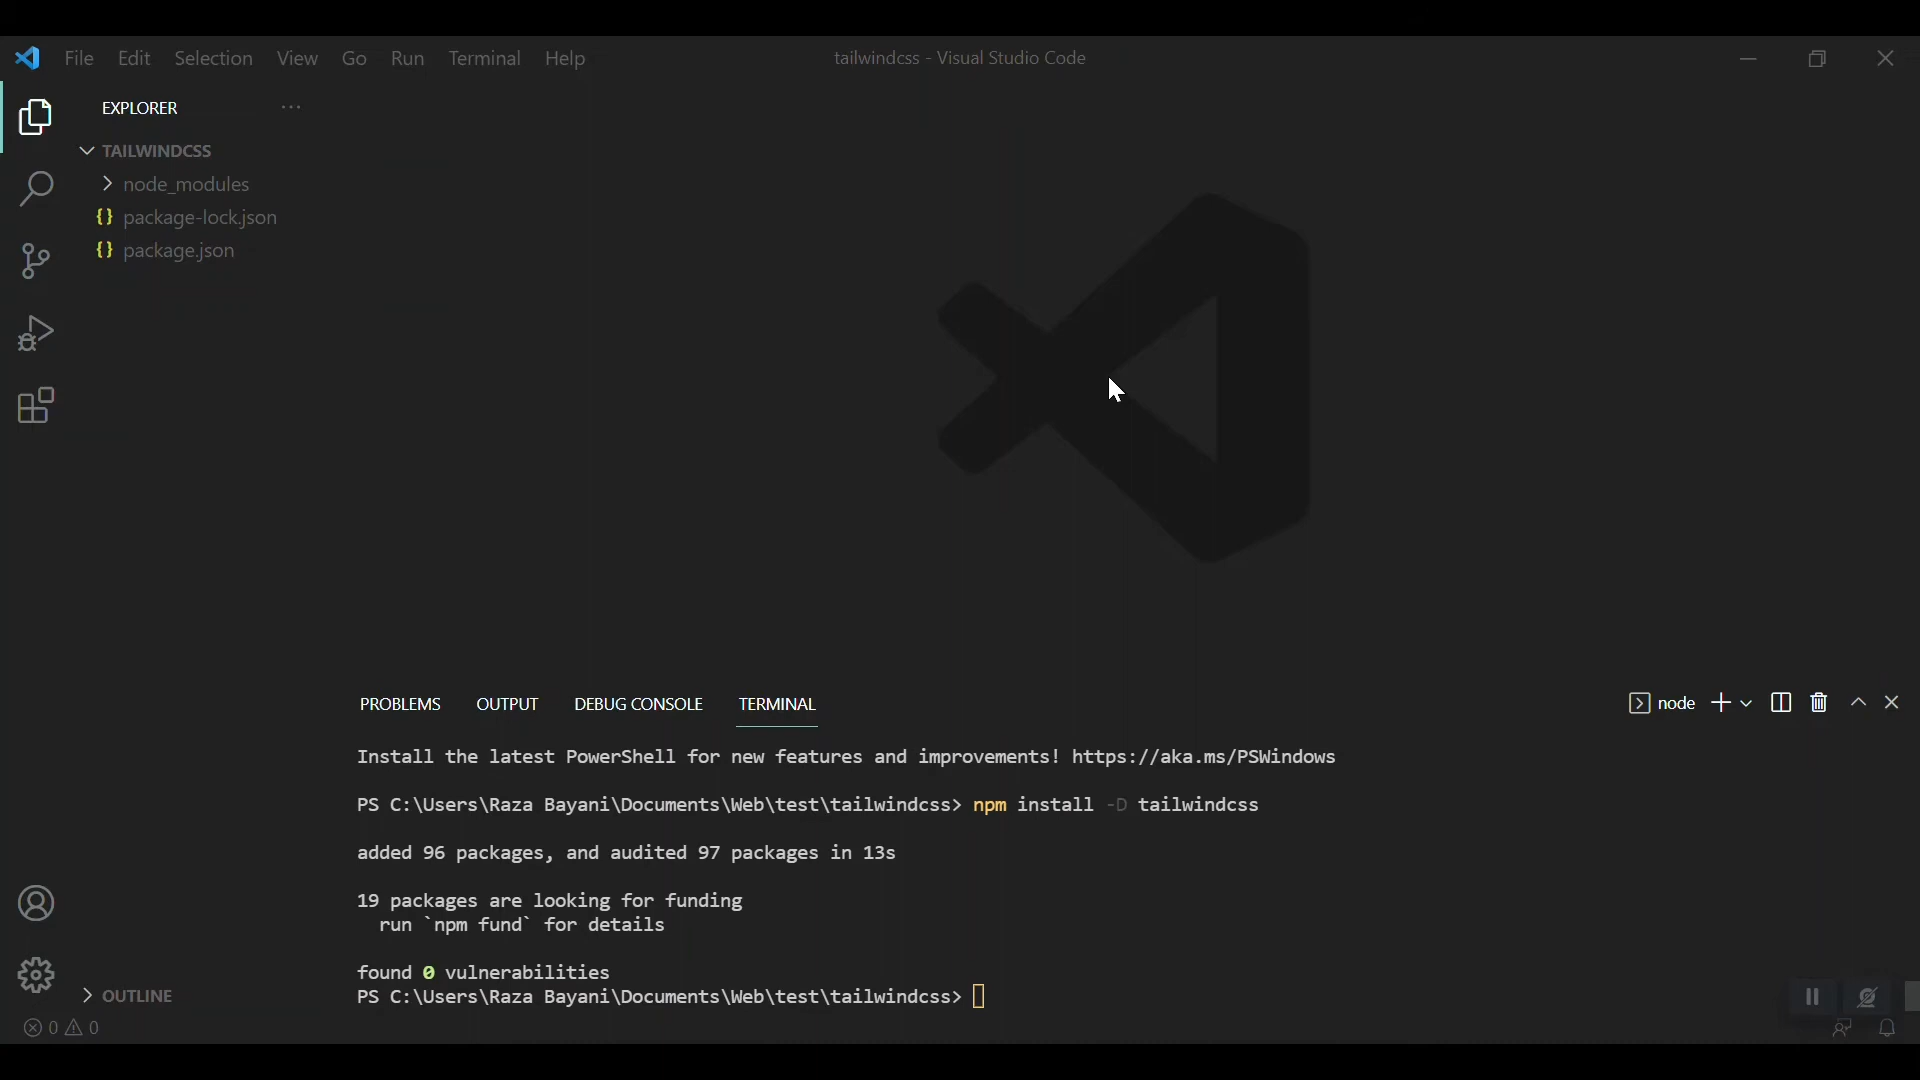 File Edit Selection View Go Run Terminal Help
tailwindcss - Visual Studio Code
EXPLORER
TAILWINDCSS
node_modules
{} package-lock.json
{} package.json
PROBLEMS OUTPUT DEBUG CONSOLE TERMINAL
node
Install the latest PowerShell for new features and improvements! https://aka.ms/PSWindows
PS C:\Users\Raza Bayani\Documents\Web\test\tailwindcss> npm install -D tailwindcss
added 96 packages, and audited 97 packages in 13s
19 packages are looking for funding
run `npm fund` for details
found 0 vulnerabilities
PS C:\Users\Raza Bayani\Documents\Web\test\tailwindcss>
OUTLINE
0 0